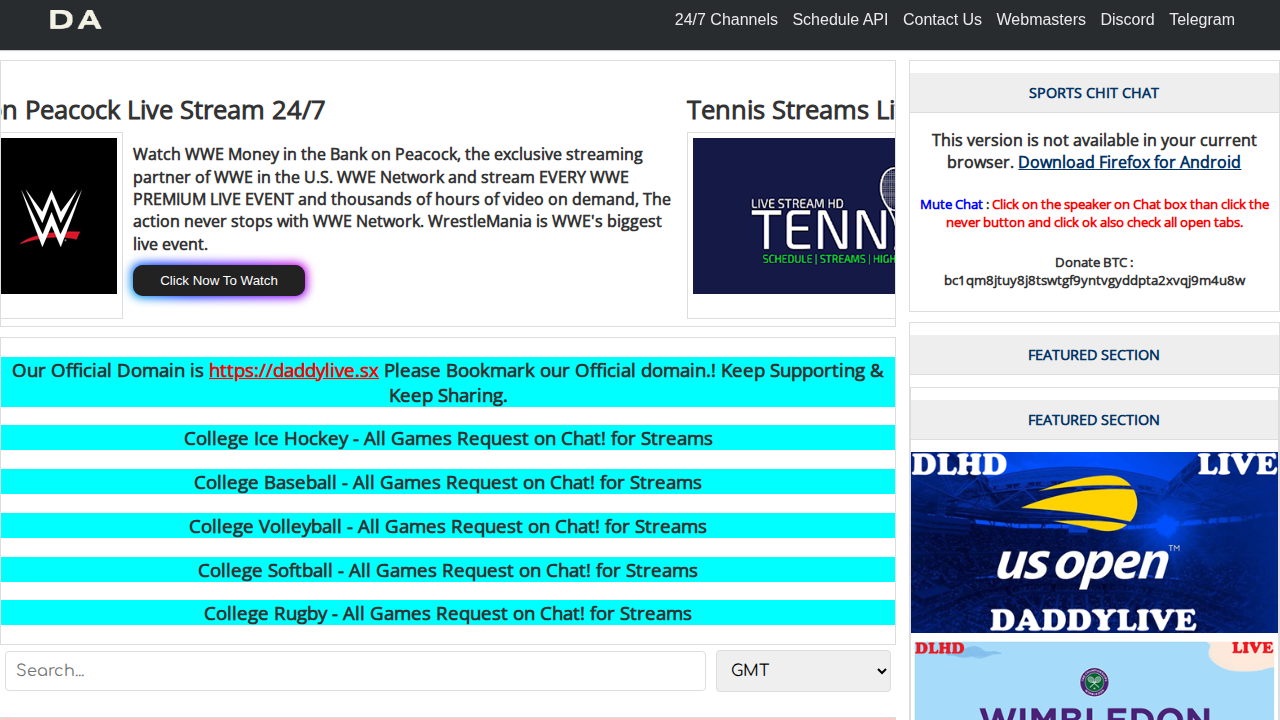 DA
24/7 Channels Schedule API Contact Us Webmasters Discord Telegram
n Peacock Live Stream 24/7
Tennis Streams Li
Watch WWE Money in the Bank on Peacock, the exclusive streaming
partner of WWE in the U.S. WWE Network and stream EVERY WWE
PREMIUM LIVE EVENT and thousands of hours of video on demand, The
action never stops with WWE Network. WrestleMania is WWE's biggest
live event.
Click Now To Watch
LIVE STREAM HD
TENN
SCHEDULE | STREAMS | HIGH
Our Official Domain is https://daddylive.sx Please Bookmark our Official domain.! Keep Supporting &
Keep Sharing.
College Ice Hockey - All Games Request on Chat! for Streams
College Baseball - All Games Request on Chat! for Streams
College Volleyball - All Games Request on Chat! for Streams
College Softball - All Games Request on Chat! for Streams
College Rugby - All Games Request on Chat! for Streams
Search...
GMT
SPORTS CHIT CHAT
This version is not available in your current
browser. Download Firefox for Android
Mute Chat : Click on the speaker on Chat box than click the
never button and click ok also check all open tabs.
Donate BTC :
bc1qm8jtuy8j8tswtgf9yntvgyddpta2xvqj9m4u8w
FEATURED SECTION
FEATURED SECTION
DLHD LIVE
us open™
DADDYLIVE
DLHD LIVE
WIMBLEDON